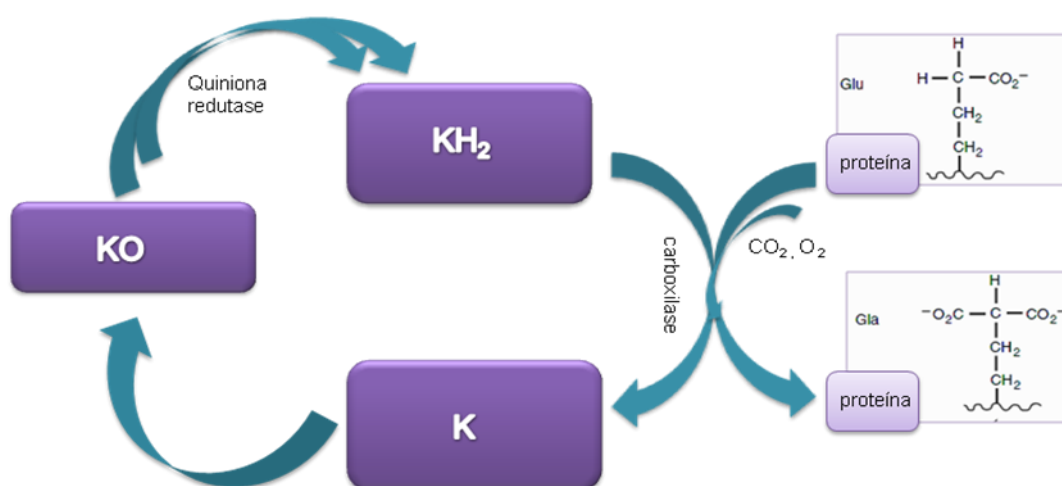 Quiniona
redutase
KH₂
KO
K
carboxilase
CO₂, O₂
Glu
H
H – C – CO₂⁻
CH₂
CH₂
proteína
Gla
H
⁻O₂C – C – CO₂⁻
CH₂
CH₂
proteína